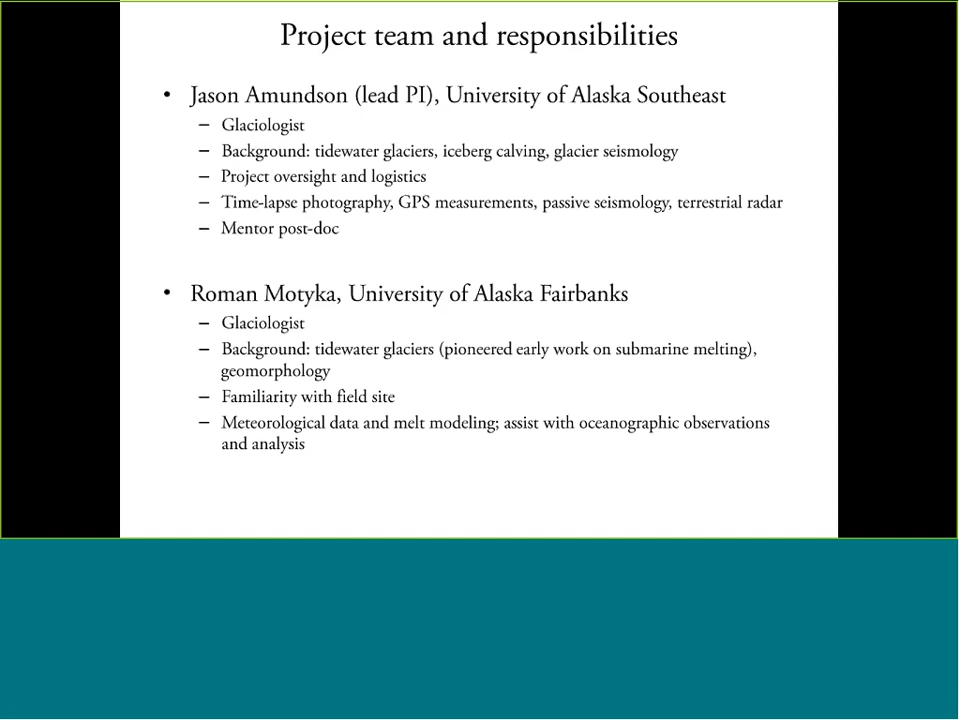 Project team and responsibilities
• Jason Amundson (lead PI), University of Alaska Southeast
– Glaciologist
– Background: tidewater glaciers, iceberg calving, glacier seismology
– Project oversight and logistics
– Time-lapse photography, GPS measurements, passive seismology, terrestrial radar
– Mentor post-doc
• Roman Motyka, University of Alaska Fairbanks
– Glaciologist
– Background: tidewater glaciers (pioneered early work on submarine melting),
geomorphology
– Familiarity with field site
– Meteorological data and melt modeling; assist with oceanographic observations
and analysis